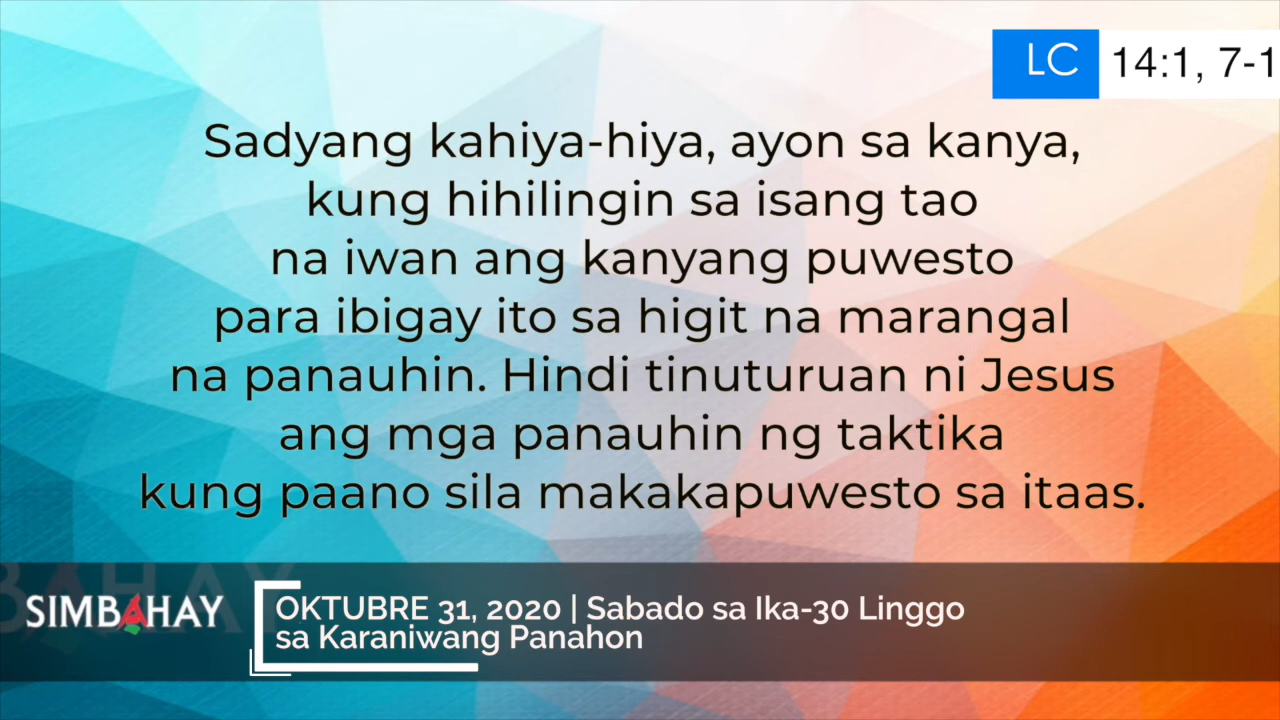 LC 14:1, 7-1
Sadyang kahiya-hiya, ayon sa kanya,
kung hihilingin sa isang tao
na iwan ang kanyang puwesto
para ibigay ito sa higit na marangal
na panauhin. Hindi tinuturuan ni Jesus
ang mga panauhin ng taktika
kung paano sila makakapuwesto sa itaas.
SIMBAHAY
OKTUBRE 31, 2020 | Sabado sa Ika-30 Linggo
sa Karaniwang Panahon